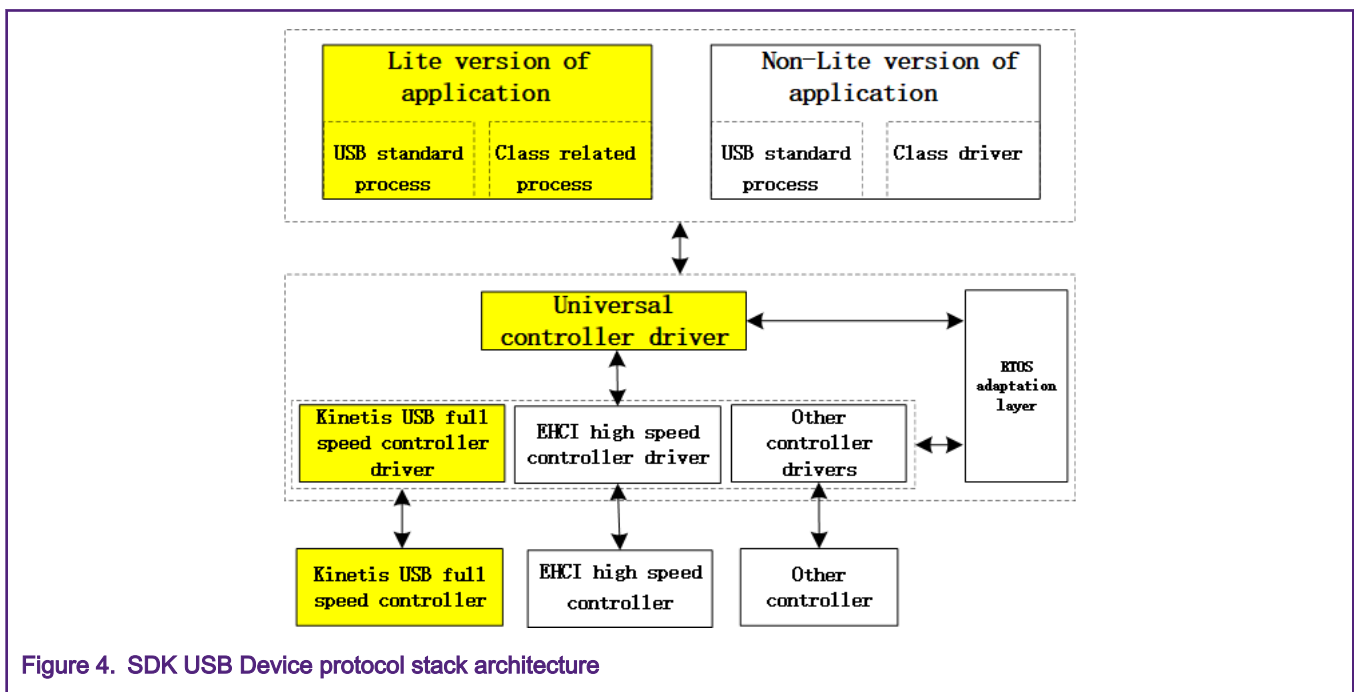 Lite version of
application
USB standard
process
Class related
process
Non-Lite version of
application
USB standard
process
Class driver
Universal
controller driver
RTOS
adaptation
layer
Kinetis USB full
speed controller
driver
EHCI high speed
controller driver
Other
controller
drivers
Kinetis USB full
speed controller
EHCI high speed
controller
Other
controller
Figure 4. SDK USB Device protocol stack architecture